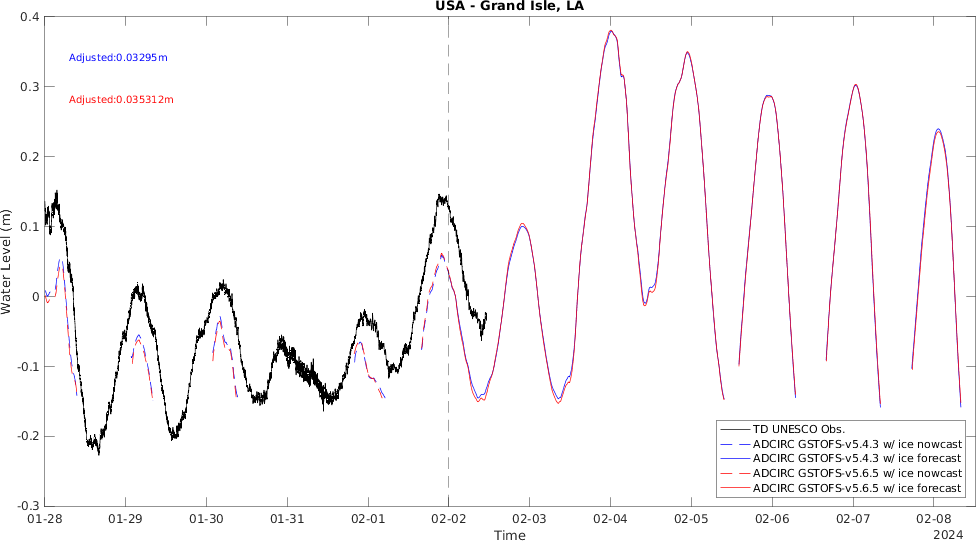 USA - Grand Isle, LA
0.4
Adjusted:0.03295m
0.3
Adjusted:0.035312m
0.2
0.1
Water Level (m)
0
-0.1
-0.2
-0.3
TD UNESCO Obs.
ADCIRC GSTOFS-v5.4.3 w/ ice nowcast
ADCIRC GSTOFS-v5.4.3 w/ ice forecast
ADCIRC GSTOFS-v5.6.5 w/ ice nowcast
ADCIRC GSTOFS-v5.6.5 w/ ice forecast
01-28 01-29 01-30 01-31 02-01 02-02 02-03 02-04 02-05 02-06 02-07 02-08
Time
2024